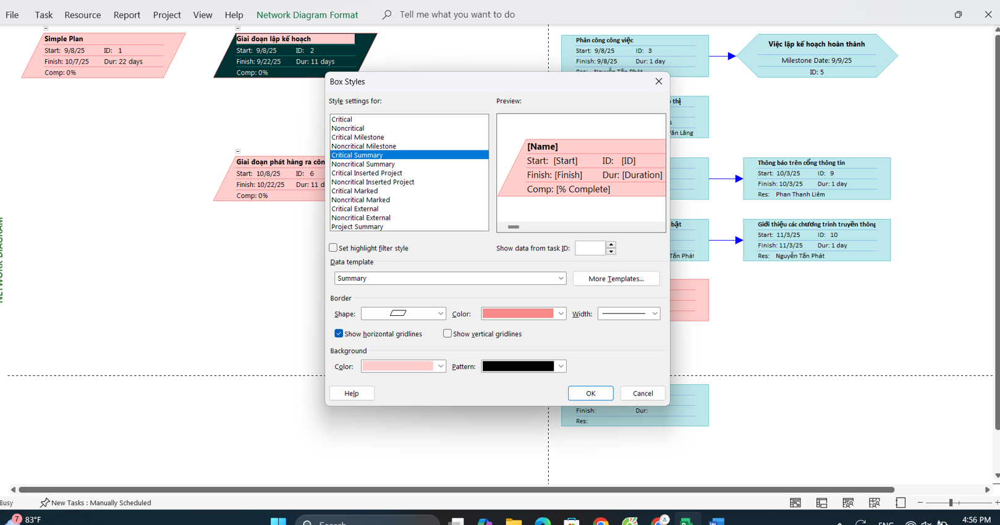 File Task Resource Report Project View Help Network Diagram Format Tell me what you want to do
Simple Plan
Start: 9/8/25 ID: 1
Finish: 10/7/25 Dur: 22 days
Comp: 0%
Giai đoạn lập kế hoạch
Start: 9/8/25 ID: 2
Finish: 9/22/25 Dur: 11 days
Comp: 0%
Phân công công việc
Start: 9/8/25 ID: 3
Finish: 9/8/25 Dur: 1 day
Res: Nguyễn Tấn Phát
Việc lập kế hoạch hoàn thành
Milestone Date: 9/9/25
ID: 5
thị
s
Văn Lăng
Giai đoạn phát hàng ra côn
Start: 10/8/25 ID: 6
Finish: 10/22/25 Dur: 11 d
Comp: 0%
Thông báo trên cổng thông tin
Start: 10/3/25 ID: 9
Finish: 10/3/25 Dur: 1 day
Res: Phan Thanh Liêm
bật
Tấn Phát
Giới thiệu các chương trình truyền thông
Start: 11/3/25 ID: 10
Finish: 11/3/25 Dur: 1 day
Res: Nguyễn Tấn Phát
Finish: Dur:
Res:
NETWORK DIAGRAM
Box Styles
Style settings for:
Critical
Noncritical
Critical Milestone
Noncritical Milestone
Critical Summary
Noncritical Summary
Critical Inserted Project
Noncritical Inserted Project
Critical Marked
Noncritical Marked
Critical External
Noncritical External
Project Summary
Preview:
[Name]
Start: [Start] ID: [ID]
Finish: [Finish] Dur: [Duration]
Comp: [% Complete]
Set highlight filter style
Show data from task ID:
Data template
Summary
More Templates...
Border
Shape: Color: Width:
Show horizontal gridlines Show vertical gridlines
Background
Color: Pattern:
Help OK Cancel
Busy New Tasks : Manually Scheduled
7 83°F
Search
ENG
4:56 PM